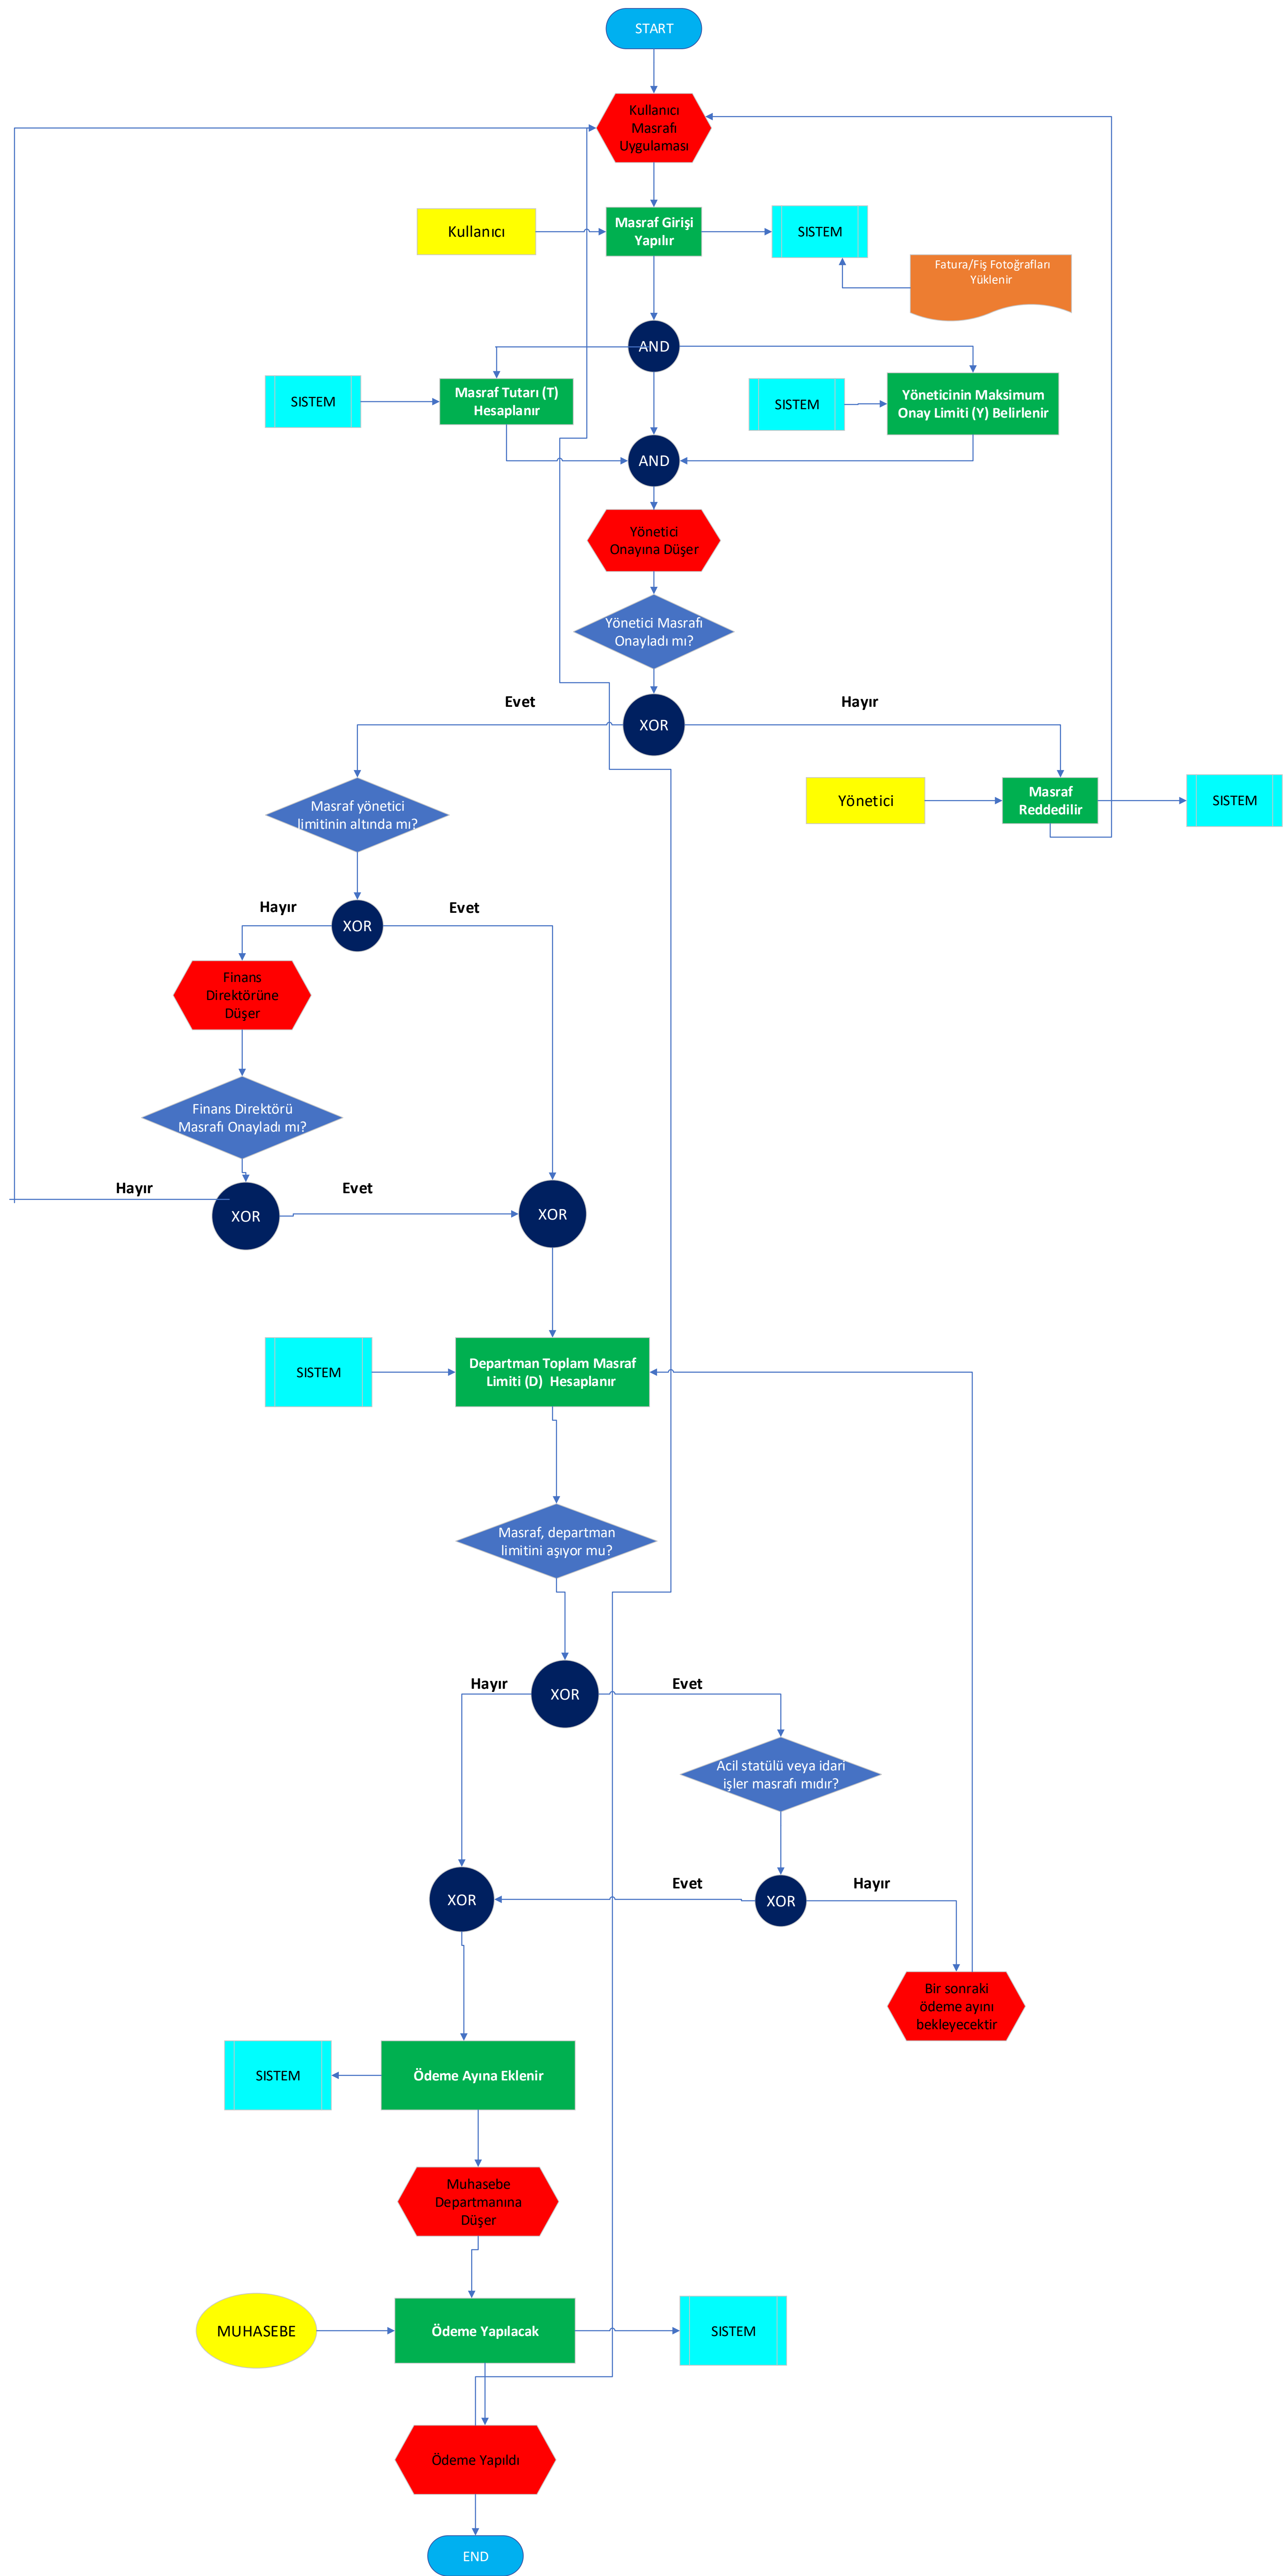 START
Kullanıcı
Masrafı
Uygulaması
Kullanıcı
Masraf Girişi
Yapılır
SISTEM
Fatura/Fiş Fotoğrafları
Yüklenir
AND
SISTEM
Masraf Tutarı (T)
Hesaplanır
SISTEM
Yöneticinin Maksimum
Onay Limiti (Y) Belirlenir
AND
Yönetici
Onayına Düşer
Yönetici Masrafı
Onayladı mı?
Evet
XOR
Hayır
Masraf yönetici
limitinin altında mı?
Yönetici
Masraf
Reddedilir
SISTEM
Hayır
XOR
Evet
Finans
Direktörüne
Düşer
Finans Direktörü
Masrafı Onayladı mı?
Hayır
XOR
Evet
XOR
SISTEM
Departman Toplam Masraf
Limiti (D) Hesaplanır
Masraf, departman
limitini aşıyor mu?
Hayır
XOR
Evet
Acil statülü veya idari
işler masrafı mıdır?
XOR
Evet
XOR
Hayır
Bir sonraki
ödeme ayını
bekleyecektir
SISTEM
Ödeme Ayına Eklenir
Muhasebe
Departmanına
Düşer
MUHASEBE
Ödeme Yapılacak
SISTEM
Ödeme Yapıldı
END